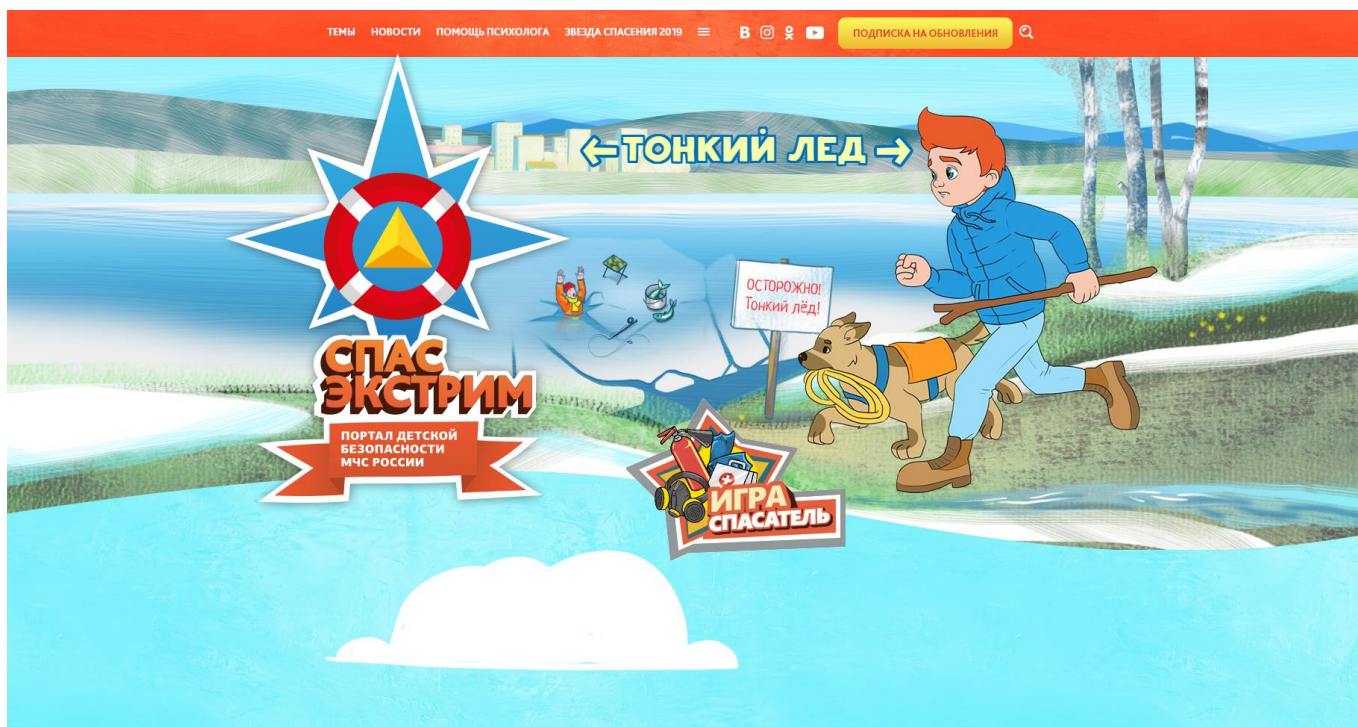 ТЕМЫ НОВОСТИ ПОМОЩЬ ПСИХОЛОГА ЗВЕЗДА СПАСЕНИЯ 2019 ПОДПИСКА НА ОБНОВЛЕНИЯ
← ТОНКИЙ ЛЕД →
ОСТОРОЖНО!
Тонкий лёд!
СПАС
ЭКСТРИМ
ПОРТАЛ ДЕТСКОЙ
БЕЗОПАСНОСТИ
МЧС РОССИИ
ИГРА
СПАСАТЕЛЬ